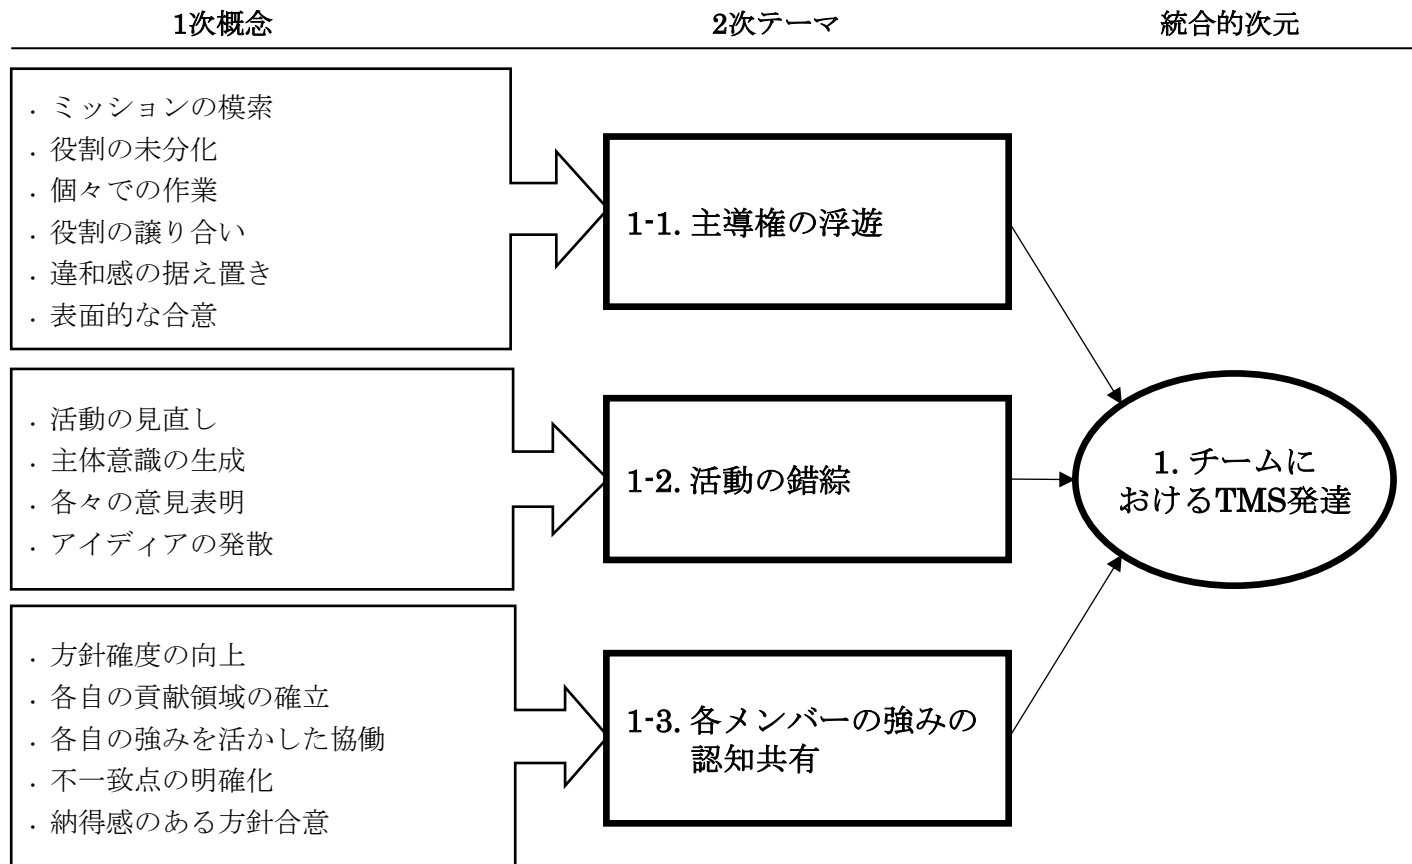 1次概念
2次テーマ
統合的次元
. ミッションの模索
. 役割の未分化
. 個々での作業
. 役割の譲り合い
. 違和感の据え置き
. 表面的な合意
1-1. 主導権の浮遊
. 活動の見直し
. 主体意識の生成
. 各々の意見表明
. アイディアの発散
1-2. 活動の錯綜
1. チームに
おけるTMS発達
. 方針確度の向上
. 各自の貢献領域の確立
. 各自の強みを活かした協働
. 不一致点の明確化
. 納得感のある方針合意
1-3. 各メンバーの強みの
認知共有